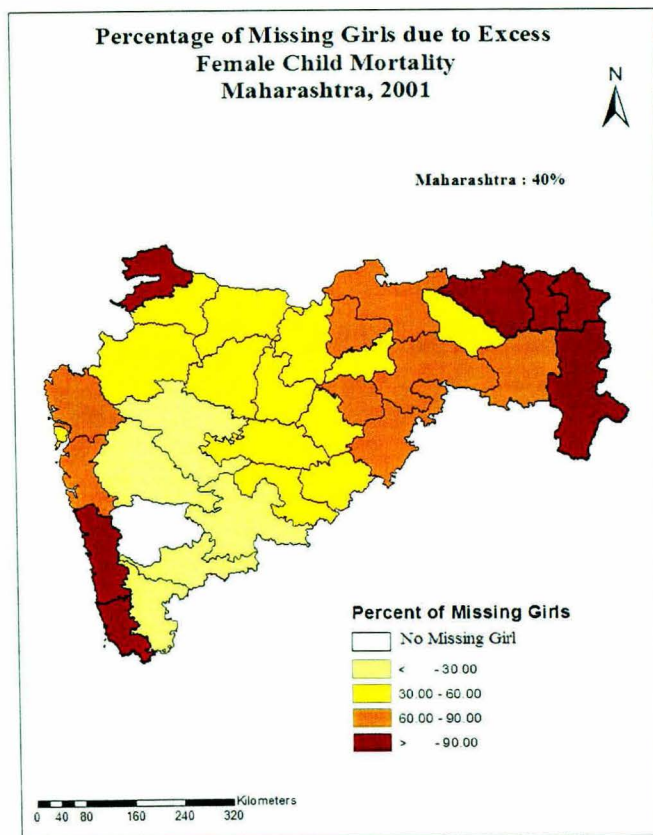 Percentage of Missing Girls due to Excess
Female Child Mortality
Maharashtra, 2001
N
Maharashtra : 40%
Percent of Missing Girls
No Missing Girl
< - 30.00
30.00 - 60.00
60.00 - 90.00
> - 90.00
Kilometers
0 40 80 160 240 320